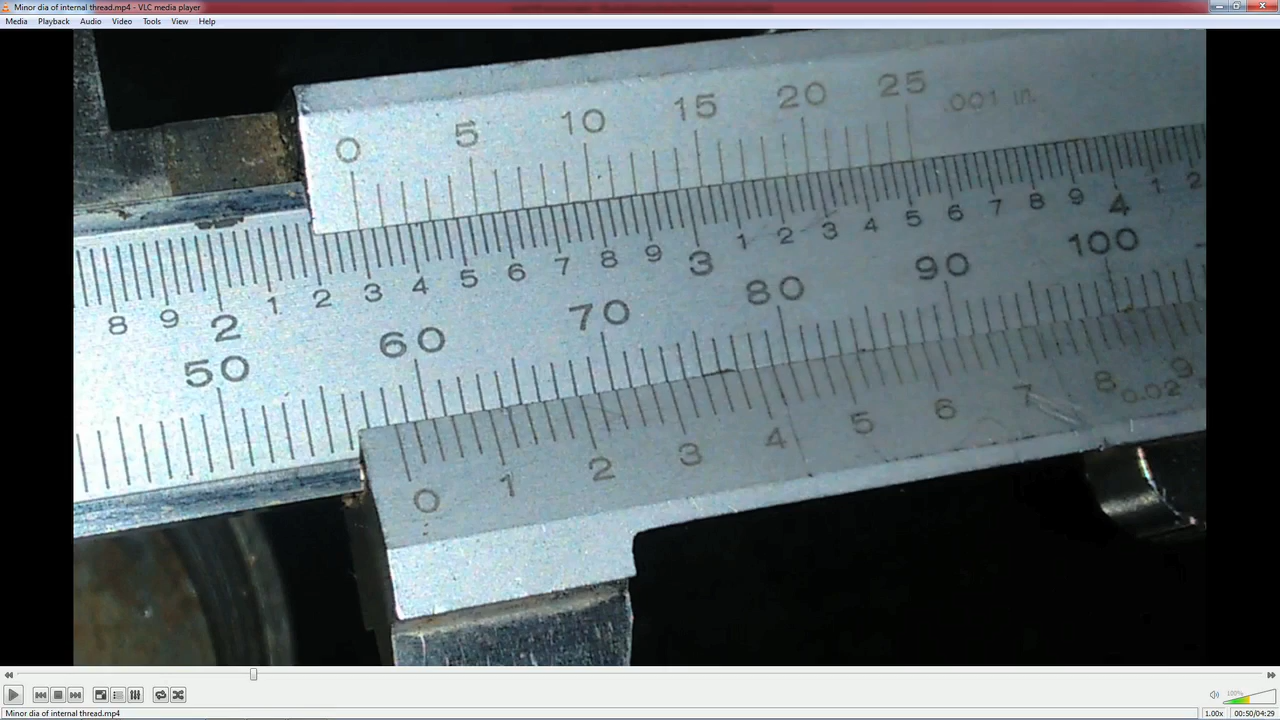 Minor dia of internal thread.mp4 - VLC media player
Media Playback Audio Video Tools View Help
0 5 10 15 20 25 .001 in.
8 9 2 1 2 3 4 5 6 7 8 9 3 1 2 3 4 5 6 7 8 9 4 1 2
50 60 70 80 90 100
0 1 2 3 4 5 6 7 8 9
0.02
100%
Minor dia of internal thread.mp4
1.00x 00:50/04:29